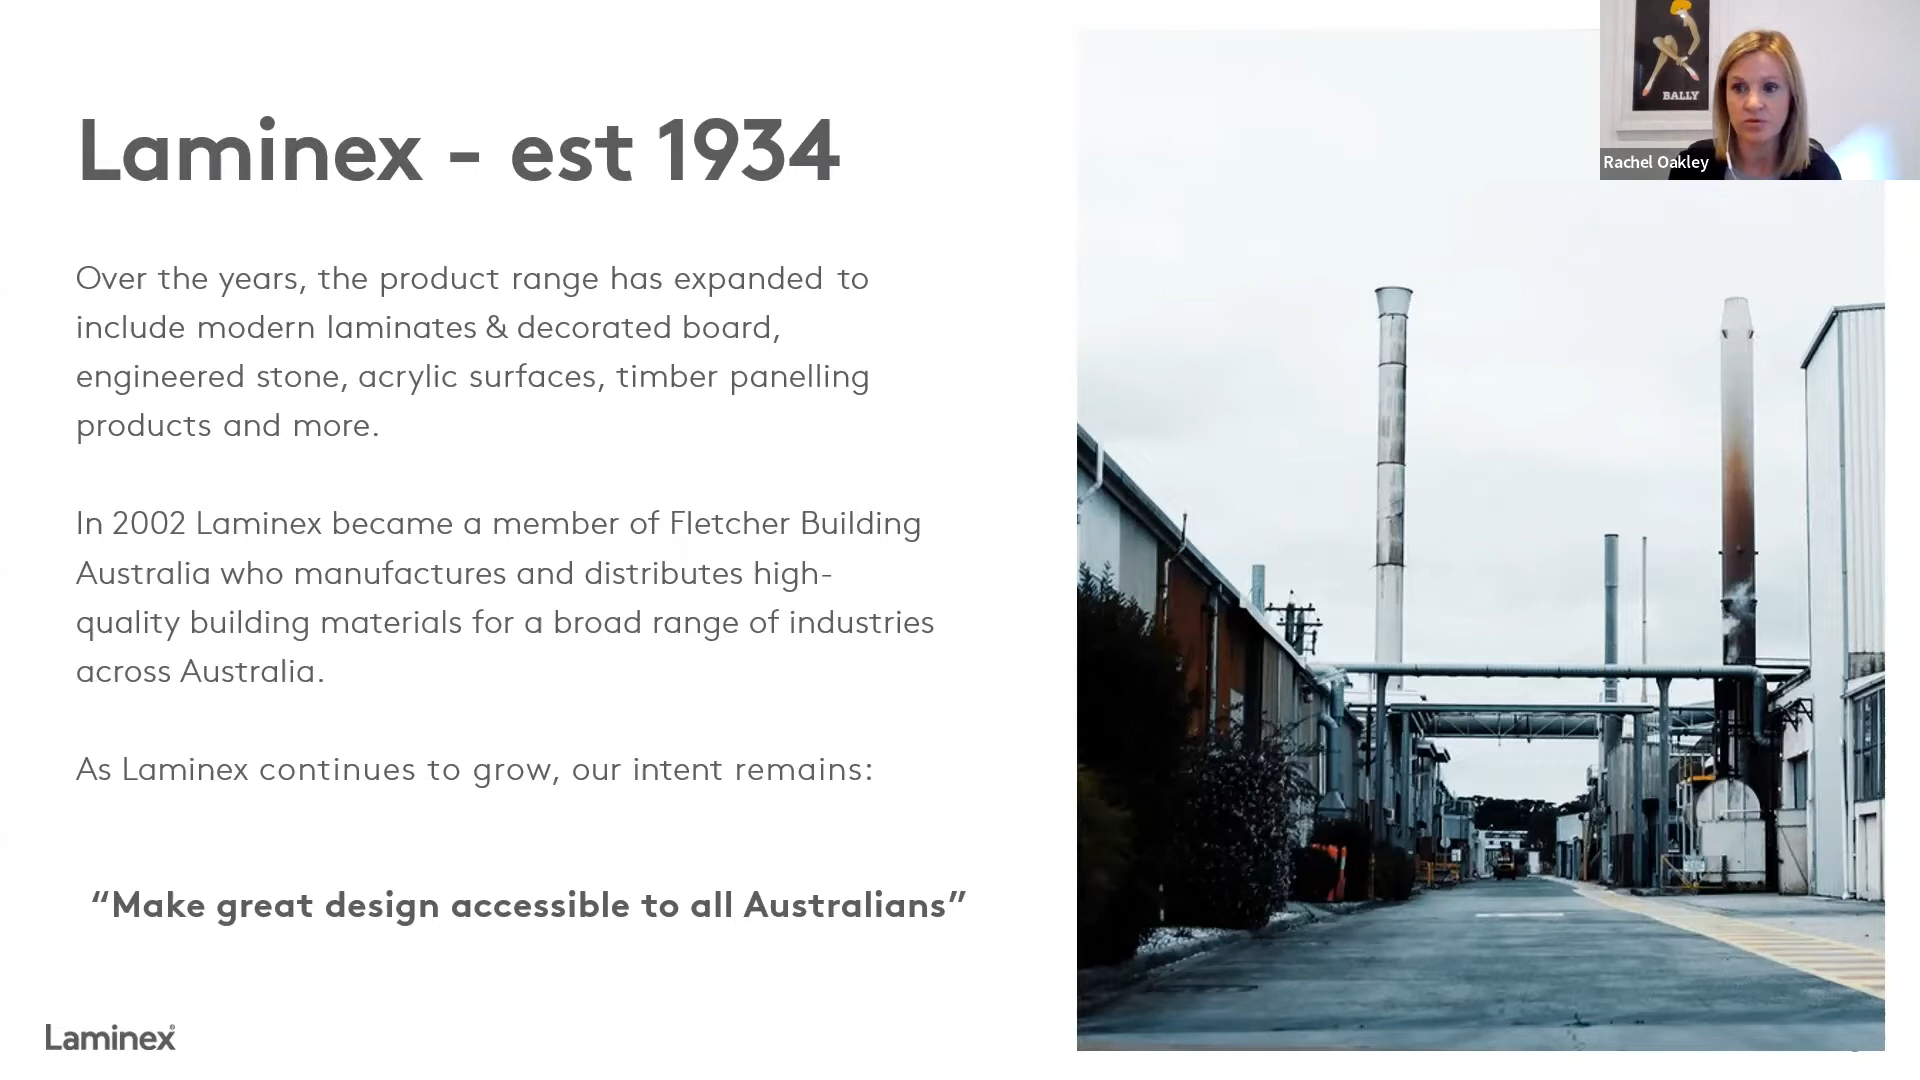 BALLY
Rachel Oakley
Laminex - est 1934
Over the years, the product range has expanded to
include modern laminates & decorated board,
engineered stone, acrylic surfaces, timber panelling
products and more.
In 2002 Laminex became a member of Fletcher Building
Australia who manufactures and distributes high-
quality building materials for a broad range of industries
across Australia.
As Laminex continues to grow, our intent remains:
“Make great design accessible to all Australians”
Laminex®